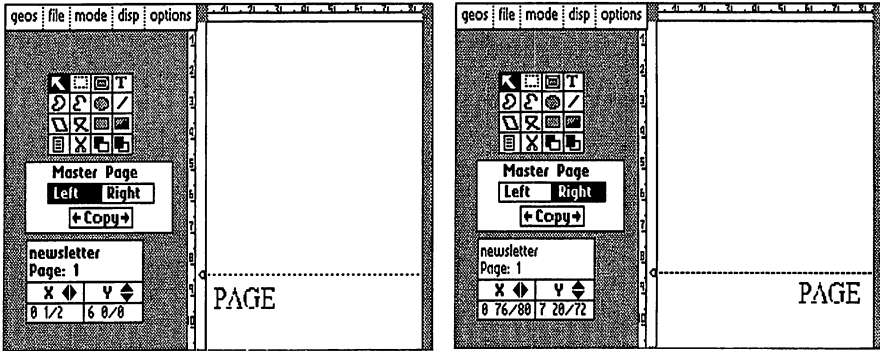 geos file mode disp options
T
Master Page
Left Right
Copy
newsletter
Page: 1
X Y
0 1/2 6 0/0
PAGE
geos file mode disp options
T
Master Page
Left Right
Copy
newsletter
Page: 1
X Y
0 76/80 7 20/72
PAGE